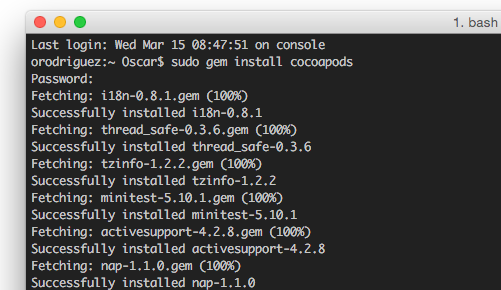 1. bash
Last login: Wed Mar 15 08:47:51 on console
orodriguez:~ Oscar$ sudo gem install cocoapods
Password:
Fetching: i18n-0.8.1.gem (100%)
Successfully installed i18n-0.8.1
Fetching: thread_safe-0.3.6.gem (100%)
Successfully installed thread_safe-0.3.6
Fetching: tzinfo-1.2.2.gem (100%)
Successfully installed tzinfo-1.2.2
Fetching: minitest-5.10.1.gem (100%)
Successfully installed minitest-5.10.1
Fetching: activesupport-4.2.8.gem (100%)
Successfully installed activesupport-4.2.8
Fetching: nap-1.1.0.gem (100%)
Successfully installed nap-1.1.0